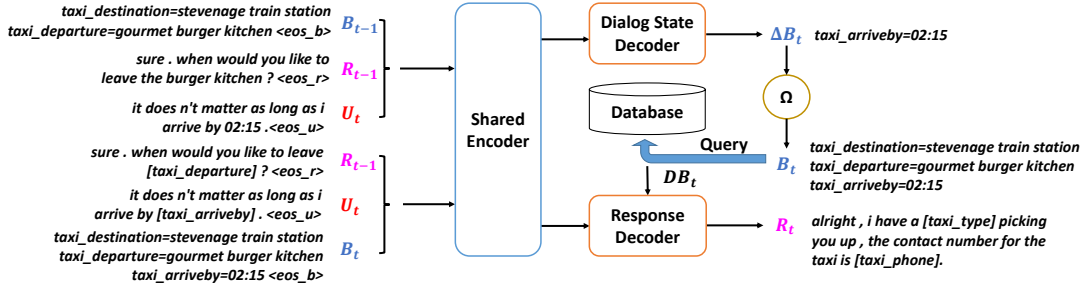 taxi_destination=stevenage train station
taxi_departure=gourmet burger kitchen <eos_b>
B_{t-1}
sure . when would you like to
leave the burger kitchen ? <eos_r>
R_{t-1}
it does n't matter as long as i
arrive by 02:15 .<eos_u>
U_t
sure . when would you like to leave
[taxi_departure] ? <eos_r>
R_{t-1}
it does n't matter as long as i
arrive by [taxi_arriveby] . <eos_u>
U_t
taxi_destination=stevenage train station
taxi_departure=gourmet burger kitchen
taxi_arriveby=02:15 <eos_b>
B_t
Shared
Encoder
Dialog State
Decoder
ΔB_t
taxi_arriveby=02:15
Ω
Database
Query
B_t
taxi_destination=stevenage train station
taxi_departure=gourmet burger kitchen
taxi_arriveby=02:15
DB_t
Response
Decoder
R_t
alright , i have a [taxi_type] picking
you up , the contact number for the
taxi is [taxi_phone].